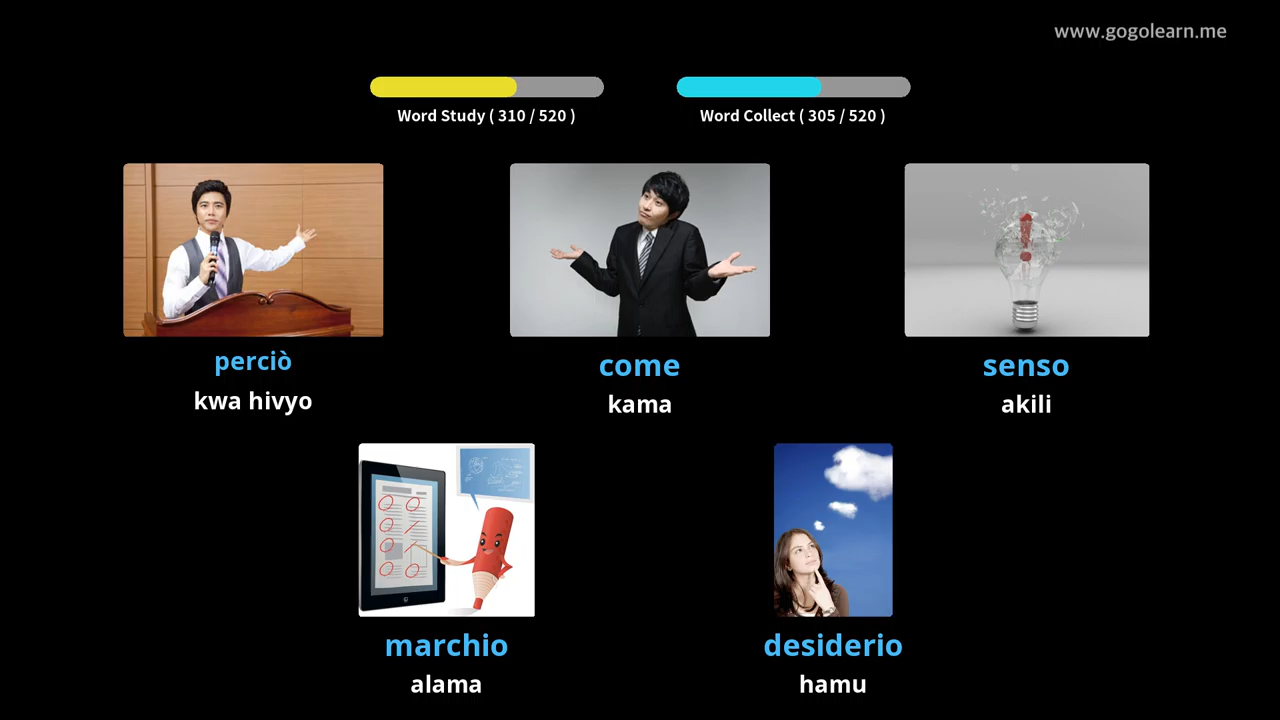 www.gogolearn.me
Word Study ( 310 / 520 )
Word Collect ( 305 / 520 )
perciò
kwa hivyo
come
kama
senso
akili
marchio
alama
desiderio
hamu